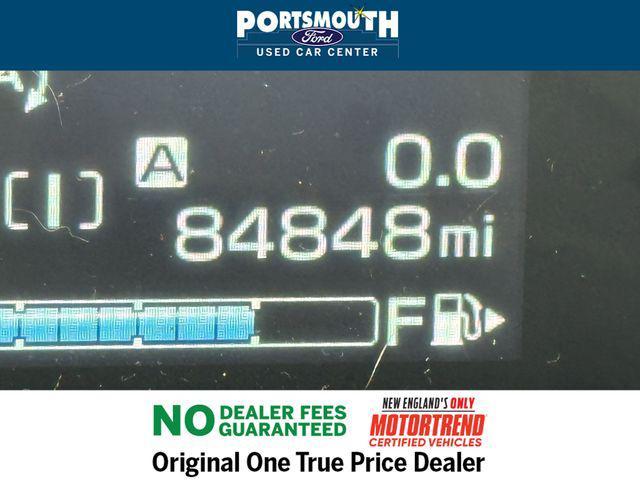 PORTSMOUTH
Ford
USED CAR CENTER
A 0.0
84848mi
F
NO DEALER FEES
GUARANTEED
NEW ENGLAND'S ONLY
MOTORTREND
CERTIFIED VEHICLES
Original One True Price Dealer